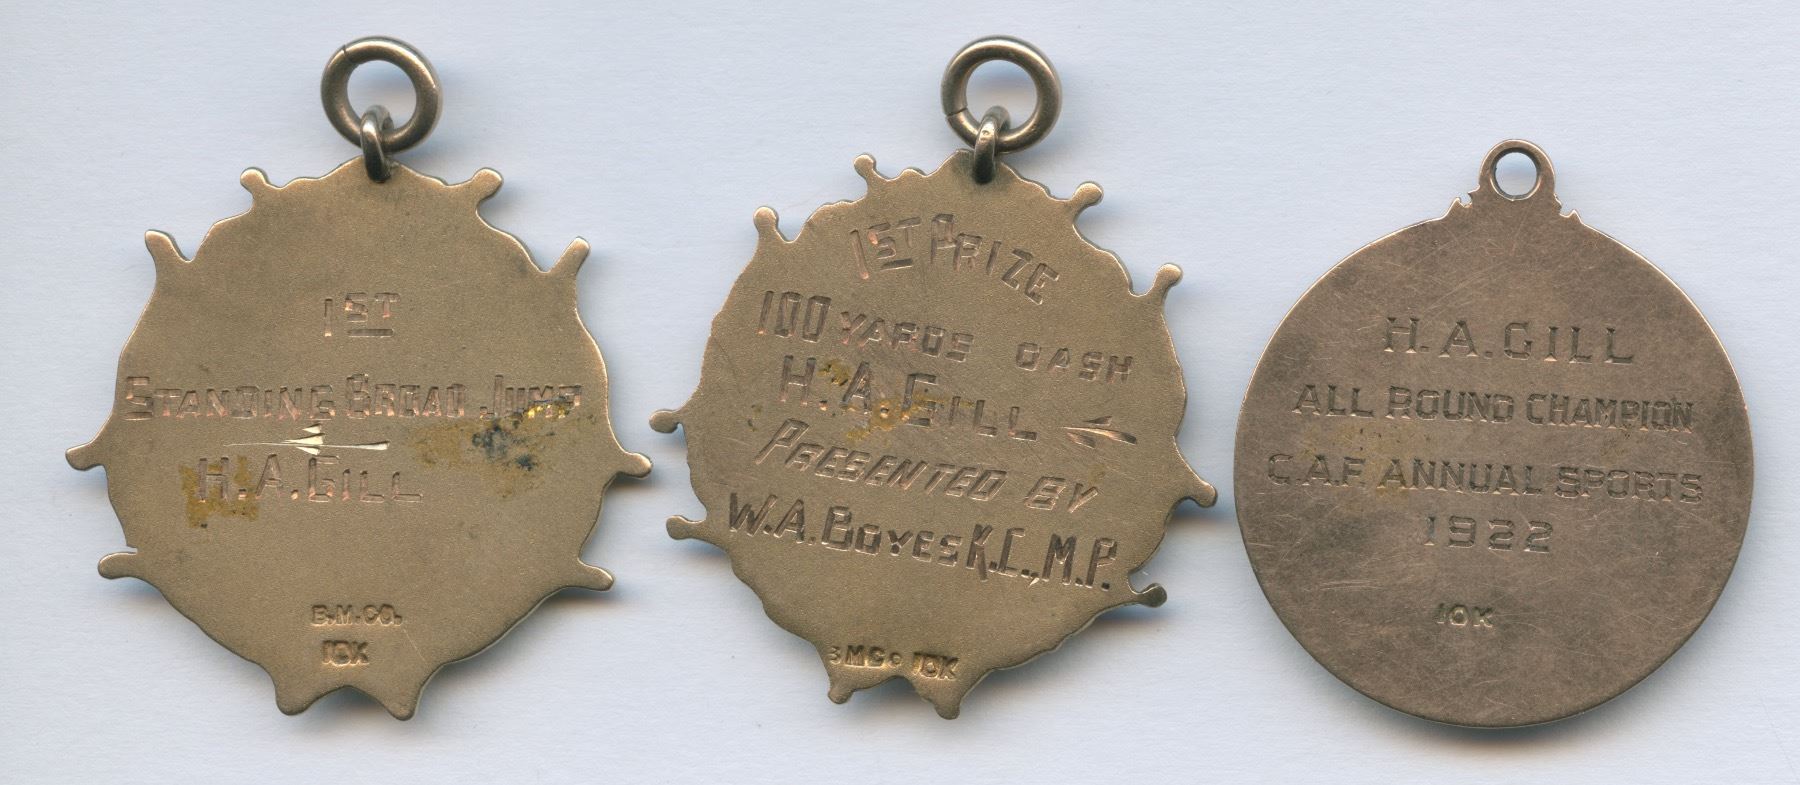 1ST
STANDING BROAD JUMP
H.A. GILL
B.M.CO.
10K
1ST PRIZE
100 YARDS DASH
H.A. GILL
PRESENTED BY
W.A. BOYES K.C., M.P.
BMCo 10K
H.A. GILL
ALL ROUND CHAMPION
C.A.F. ANNUAL SPORTS
1922
10K